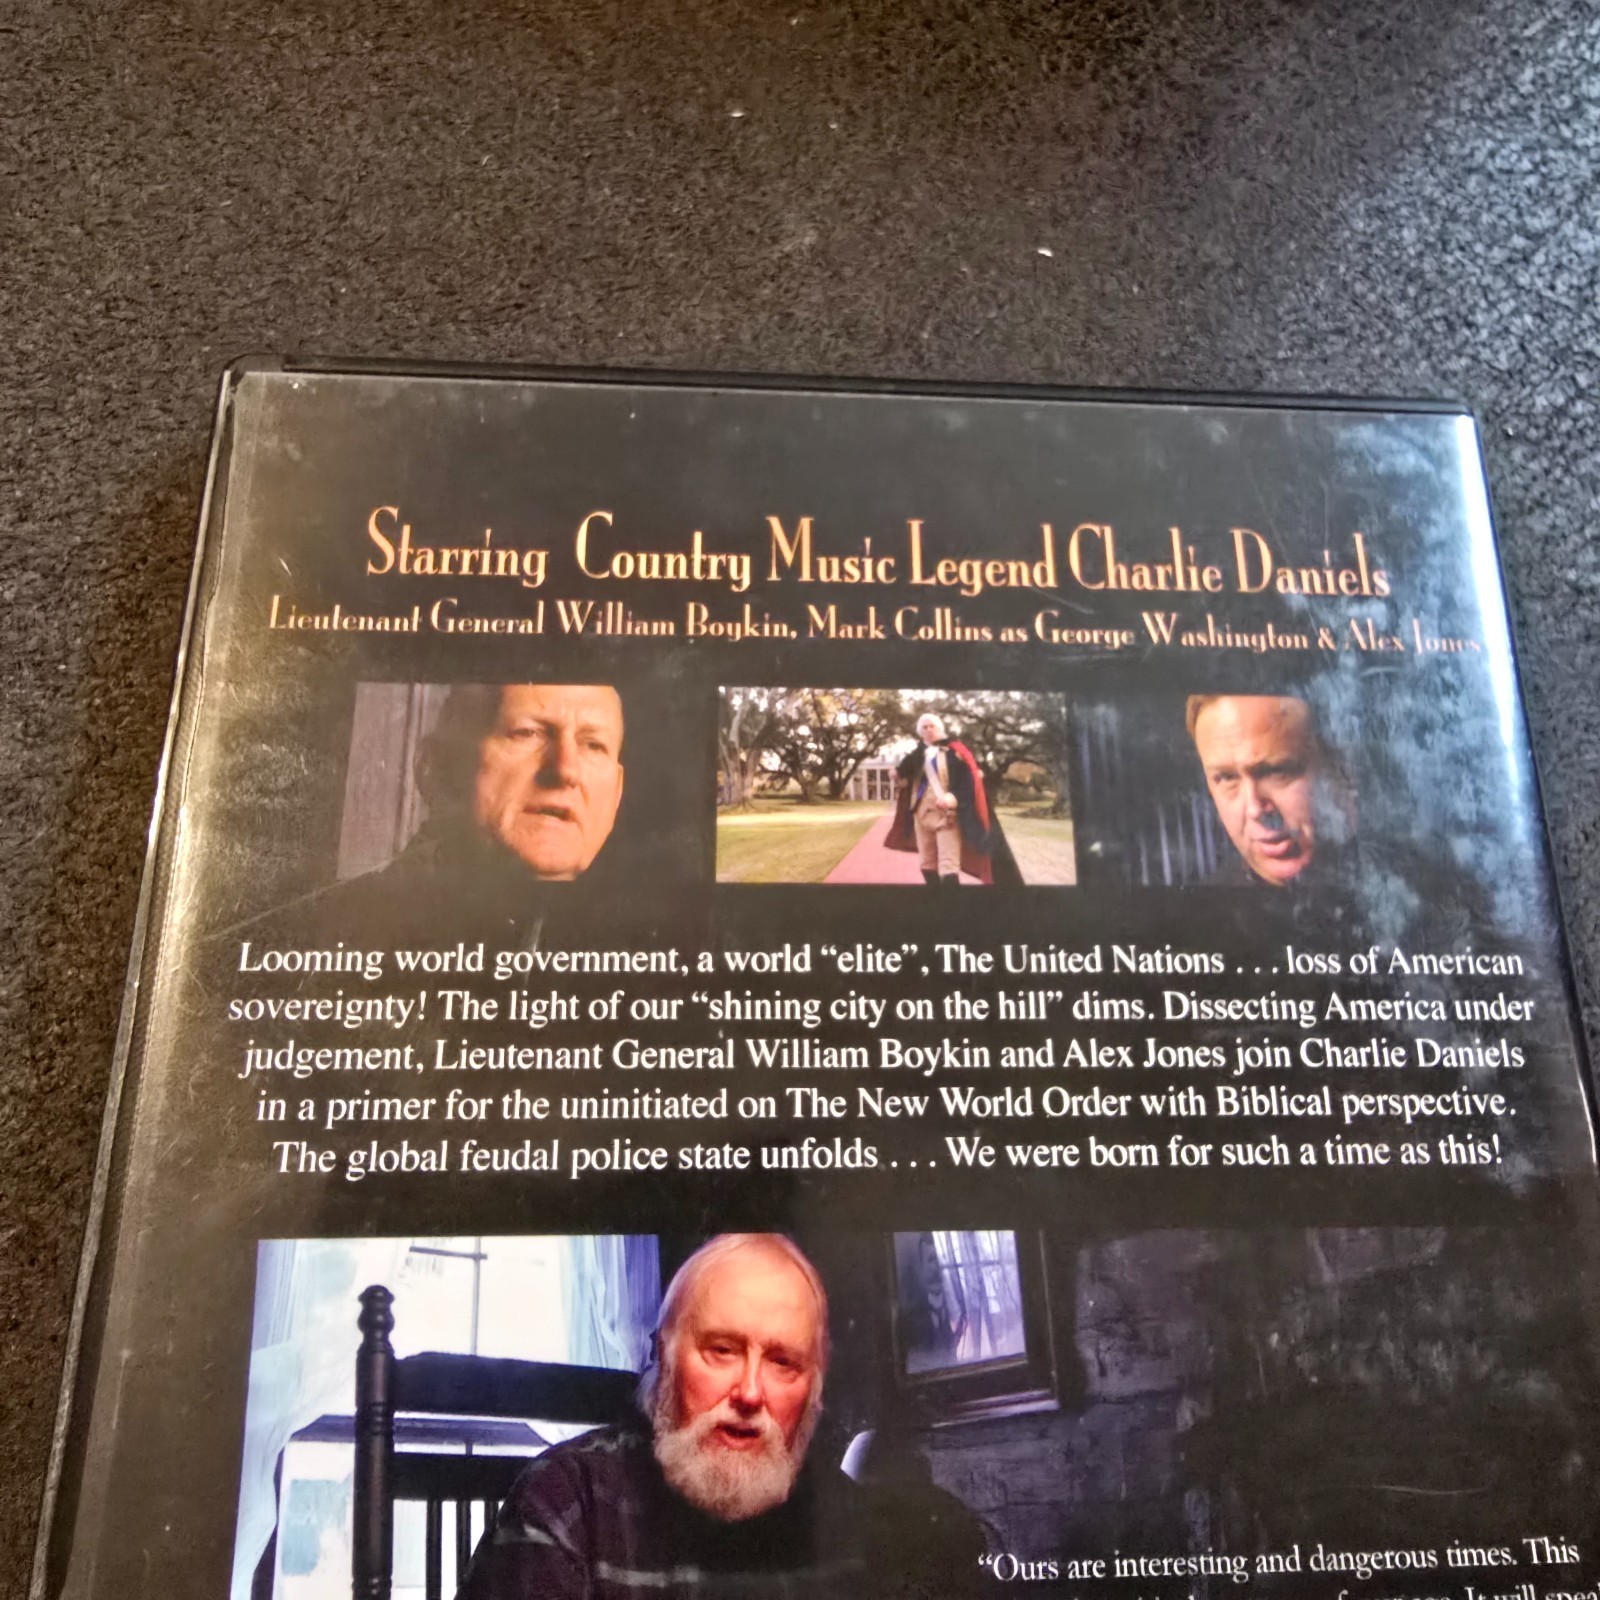 Starring Country Music Legend Charlie Daniels
Lieutenant General William Boykin, Mark Collins as George Washington & Alex Jones
Looming world government, a world “elite”, The United Nations . . . loss of American
sovereignty! The light of our “shining city on the hill” dims. Dissecting America under
judgement, Lieutenant General William Boykin and Alex Jones join Charlie Daniels
in a primer for the uninitiated on The New World Order with Biblical perspective.
The global feudal police state unfolds . . . We were born for such a time as this!
“Ours are interesting and dangerous times. This
It will